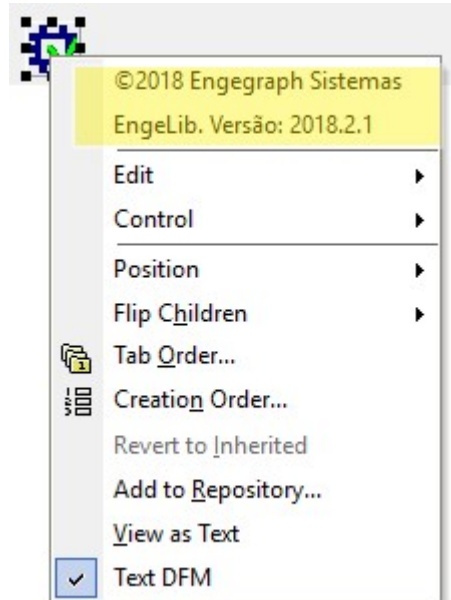 ©2018 Engegraph Sistemas
EngeLib. Versão: 2018.2.1
Edit
Control
Position
Flip Children
Tab Order...
Creation Order...
Revert to Inherited
Add to Repository...
View as Text
Text DFM